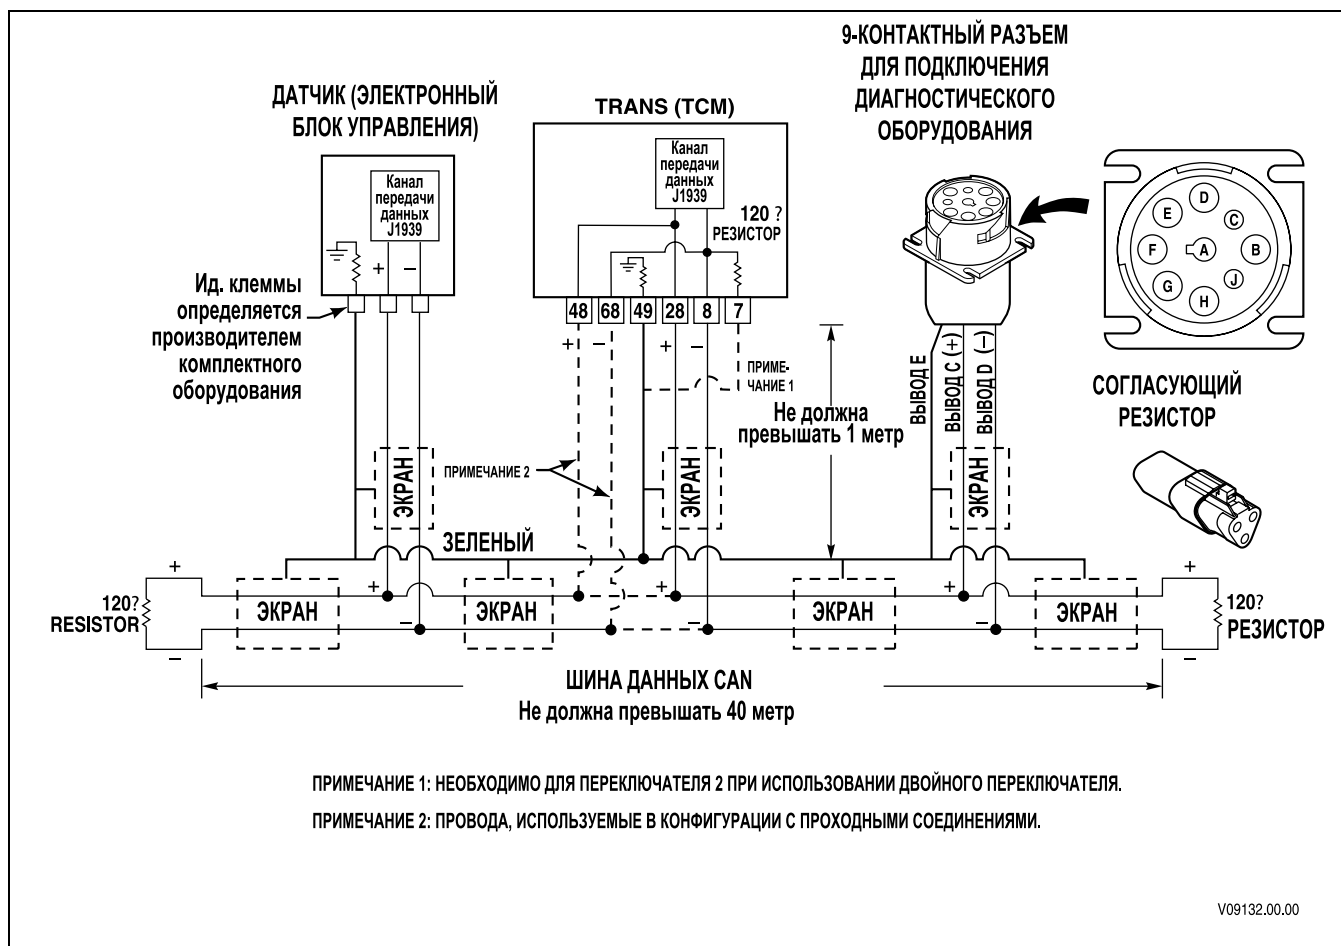 9-КОНТАКТНЫЙ РАЗЪЕМ
ДЛЯ ПОДКЛЮЧЕНИЯ
ДИАГНОСТИЧЕСКОГО
ОБОРУДОВАНИЯ
ДАТЧИК (ЭЛЕКТРОННЫЙ
БЛОК УПРАВЛЕНИЯ)
TRANS (TCM)
Канал
передачи
данных
J1939
Канал
передачи
данных
J1939
120 ?
РЕЗИСТОР
+ −
Ид. клеммы
определяется
производителем
комплектного
оборудования
48 68 49 28 8 7
+ − + −
ПРИМЕ-
ЧАНИЕ 1
Не должна
превышать 1 метр
ВЫВОД E
ВЫВОД C (+)
ВЫВОД D (−)
D
E C
F A B
G J
H
СОГЛАСУЮЩИЙ
РЕЗИСТОР
ЭКРАН
ПРИМЕЧАНИЕ 2
ЭКРАН
ЭКРАН
ЗЕЛЕНЫЙ
+
120?
RESISTOR
−
ЭКРАН
+
−
ЭКРАН
+
−
ЭКРАН
+
−
ЭКРАН
+
120?
РЕЗИСТОР
−
ШИНА ДАННЫХ CAN
Не должна превышать 40 метр
ПРИМЕЧАНИЕ 1: НЕОБХОДИМО ДЛЯ ПЕРЕКЛЮЧАТЕЛЯ 2 ПРИ ИСПОЛЬЗОВАНИИ ДВОЙНОГО ПЕРЕКЛЮЧАТЕЛЯ.
ПРИМЕЧАНИЕ 2: ПРОВОДА, ИСПОЛЬЗУЕМЫЕ В КОНФИГУРАЦИИ С ПРОХОДНЫМИ СОЕДИНЕНИЯМИ.
V09132.00.00